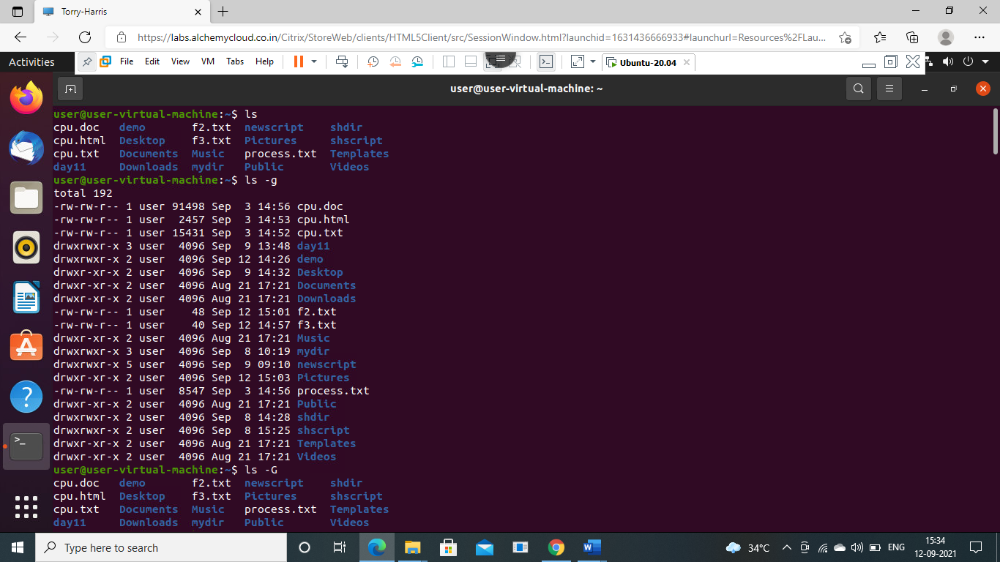 Torry-Harris
https://labs.alchemycloud.co.in/Citrix/StoreWeb/clients/HTML5Client/src/SessionWindow.html?launchid=1631436666933#launchurl=Resources%2FLau...
Activities
File Edit View VM Tabs Help
Ubuntu-20.04
user@user-virtual-machine: ~
user@user-virtual-machine:~$ ls
cpu.doc demo f2.txt newscript shdir
cpu.html Desktop f3.txt Pictures shscript
cpu.txt Documents Music process.txt Templates
day11 Downloads mydir Public Videos
user@user-virtual-machine:~$ ls -g
total 192
-rw-rw-r-- 1 user 91498 Sep  3 14:56 cpu.doc
-rw-rw-r-- 1 user  2457 Sep  3 14:53 cpu.html
-rw-rw-r-- 1 user 15431 Sep  3 14:52 cpu.txt
drwxrwxr-x 3 user  4096 Sep  9 13:48 day11
drwxrwxr-x 2 user  4096 Sep 12 14:26 demo
drwxr-xr-x 2 user  4096 Sep  9 14:32 Desktop
drwxr-xr-x 2 user  4096 Aug 21 17:21 Documents
drwxr-xr-x 2 user  4096 Aug 21 17:21 Downloads
-rw-rw-r-- 1 user    48 Sep 12 15:01 f2.txt
-rw-rw-r-- 1 user    40 Sep 12 14:57 f3.txt
drwxr-xr-x 2 user  4096 Aug 21 17:21 Music
drwxrwxr-x 3 user  4096 Sep  8 10:19 mydir
drwxrwxr-x 5 user  4096 Sep  9 09:10 newscript
drwxr-xr-x 2 user  4096 Sep 12 15:03 Pictures
-rw-rw-r-- 1 user  8547 Sep  3 14:56 process.txt
drwxr-xr-x 2 user  4096 Aug 21 17:21 Public
drwxrwxr-x 2 user  4096 Sep  8 14:28 shdir
drwxrwxr-x 2 user  4096 Sep  8 15:25 shscript
drwxr-xr-x 2 user  4096 Aug 21 17:21 Templates
drwxr-xr-x 2 user  4096 Aug 21 17:21 Videos
user@user-virtual-machine:~$ ls -G
cpu.doc demo f2.txt newscript shdir
cpu.html Desktop f3.txt Pictures shscript
cpu.txt Documents Music process.txt Templates
day11 Downloads mydir Public Videos
Type here to search
34°C
ENG
15:34
12-09-2021